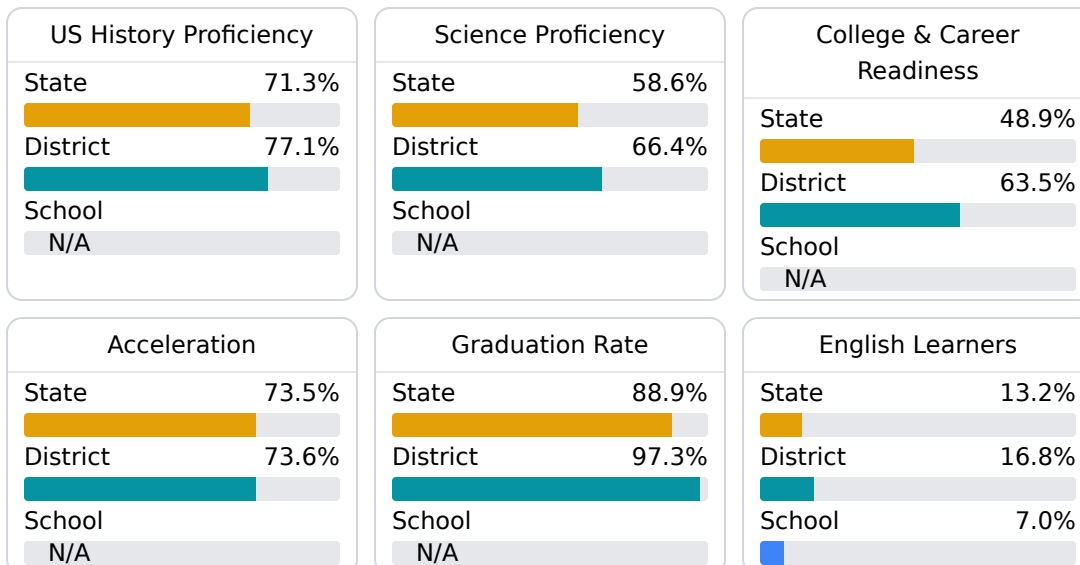 US History Proficiency
State 71.3%
District 77.1%
School
N/A
Science Proficiency
State 58.6%
District 66.4%
School
N/A
College & Career
Readiness
State 48.9%
District 63.5%
School
N/A
Acceleration
State 73.5%
District 73.6%
School
N/A
Graduation Rate
State 88.9%
District 97.3%
School
N/A
English Learners
State 13.2%
District 16.8%
School 7.0%